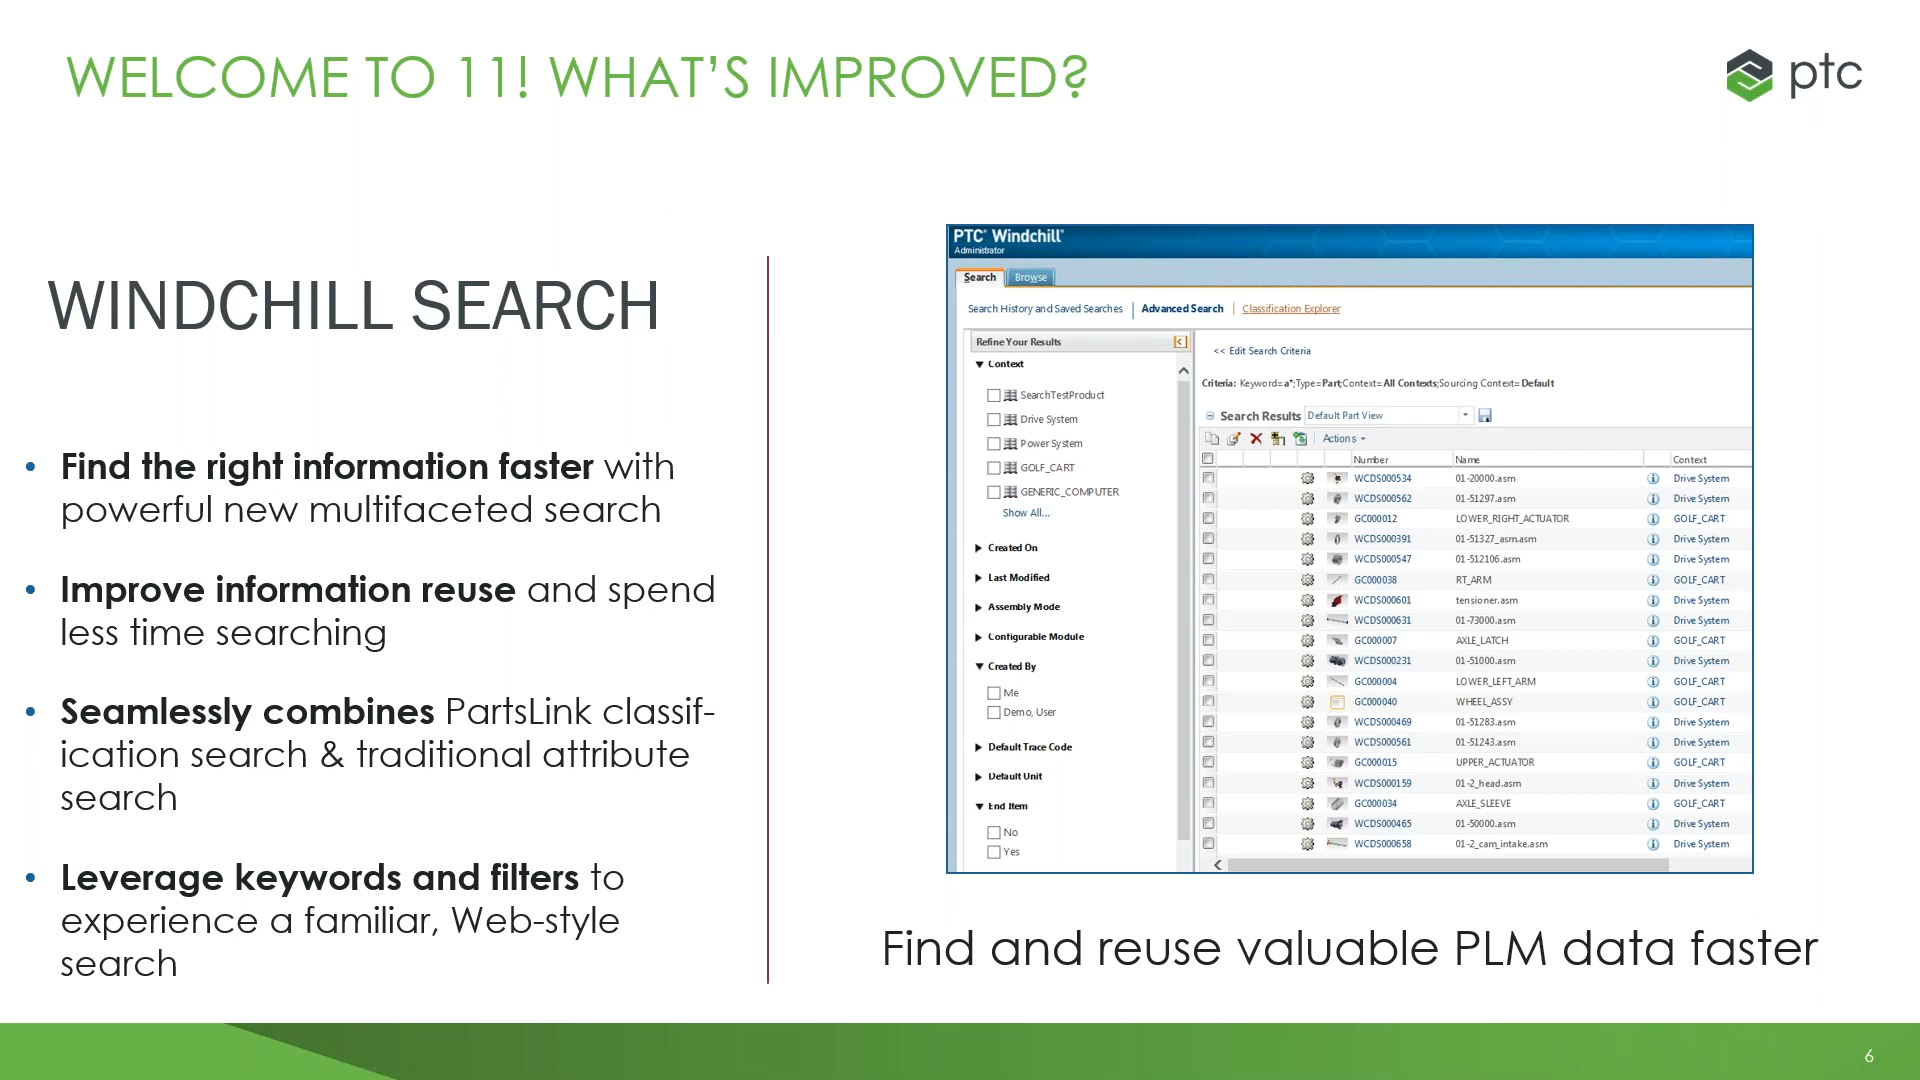 WELCOME TO 11! WHAT'S IMPROVED?
ptc
WINDCHILL SEARCH
• Find the right information faster with
powerful new multifaceted search
• Improve information reuse and spend
less time searching
• Seamlessly combines PartsLink classif-
ication search & traditional attribute
search
• Leverage keywords and filters to
experience a familiar, Web-style
search
PTC® Windchill®
Administrator
Search Browse
Search History and Saved Searches | Advanced Search | Classification Explorer
Refine Your Results
Context
SearchTestProduct
Drive System
Power System
GOLF_CART
GENERIC_COMPUTER
Show All...
Created On
Last Modified
Assembly Mode
Configurable Module
Created By
Me
Demo, User
Default Trace Code
Default Unit
End Item
No
Yes
<< Edit Search Criteria
Criteria: Keyword=a*;Type=Part;Context=All Contexts;Sourcing Context=Default
Search Results Default Part View
Actions
Number Name Context
WCDS000534 01-20000.asm Drive System
WCDS000562 01-51297.asm Drive System
GC000012 LOWER_RIGHT_ACTUATOR GOLF_CART
WCDS000391 01-51327_asm.asm Drive System
WCDS000547 01-512106.asm Drive System
GC000038 RT_ARM GOLF_CART
WCDS000601 tensioner.asm Drive System
WCDS000631 01-73000.asm Drive System
GC000007 AXLE_LATCH GOLF_CART
WCDS000231 01-51000.asm Drive System
GC000004 LOWER_LEFT_ARM GOLF_CART
GC000040 WHEEL_ASSY GOLF_CART
WCDS000469 01-51283.asm Drive System
WCDS000561 01-51243.asm Drive System
GC000015 UPPER_ACTUATOR GOLF_CART
WCDS000159 01-2_head.asm Drive System
GC000034 AXLE_SLEEVE GOLF_CART
WCDS000465 01-50000.asm Drive System
WCDS000658 01-2_cam_intake.asm Drive System
Find and reuse valuable PLM data faster
6